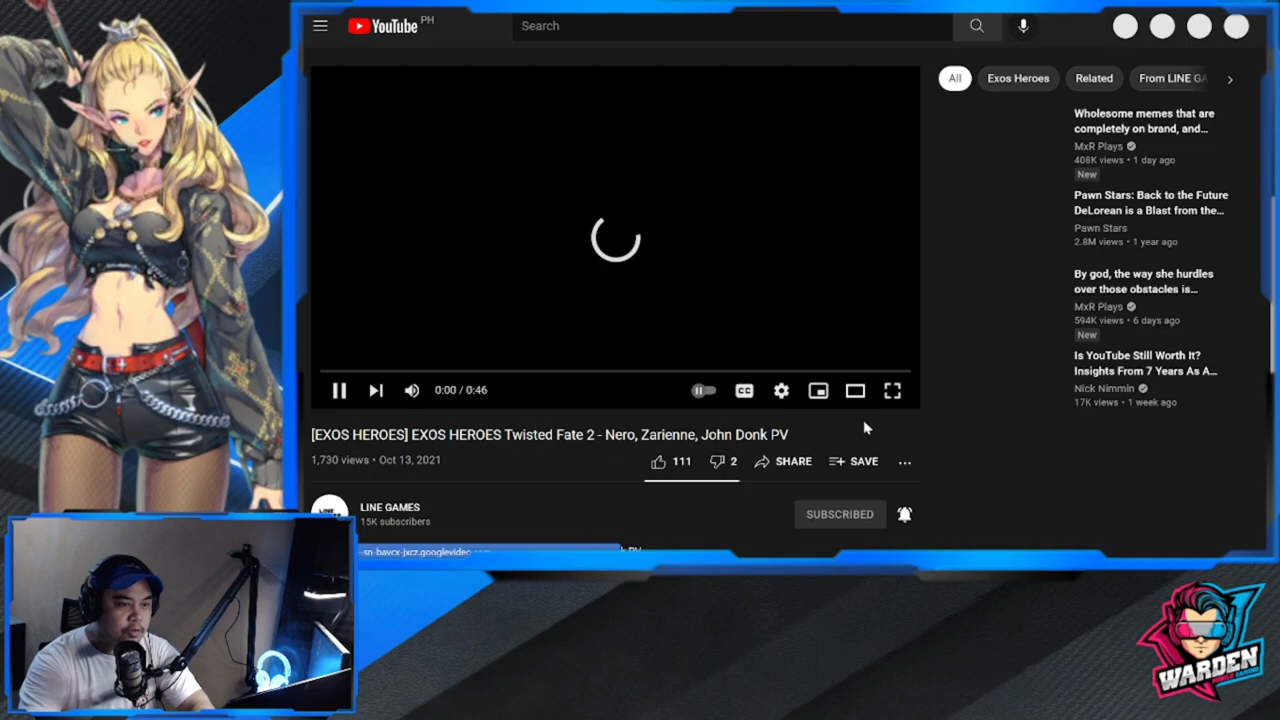 YouTube PH
Search
All
Exos Heroes
Related
From LINE GA
Wholesome memes that are
completely on brand, and...
MxR Plays
408K views • 1 day ago
New
Pawn Stars: Back to the Future
DeLorean is a Blast from the...
Pawn Stars
2.8M views • 1 year ago
By god, the way she hurdles
over those obstacles is...
MxR Plays
594K views • 6 days ago
New
Is YouTube Still Worth It?
Insights From 7 Years As A...
Nick Nimmin
17K views • 1 week ago
0:00 / 0:46
CC
[EXOS HEROES] EXOS HEROES Twisted Fate 2 - Nero, Zarienne, John Donk PV
1,730 views • Oct 13, 2021
111
2
SHARE
SAVE
LINE
LINE GAMES
15K subscribers
SUBSCRIBED
WARDEN
MOBILE GAMING